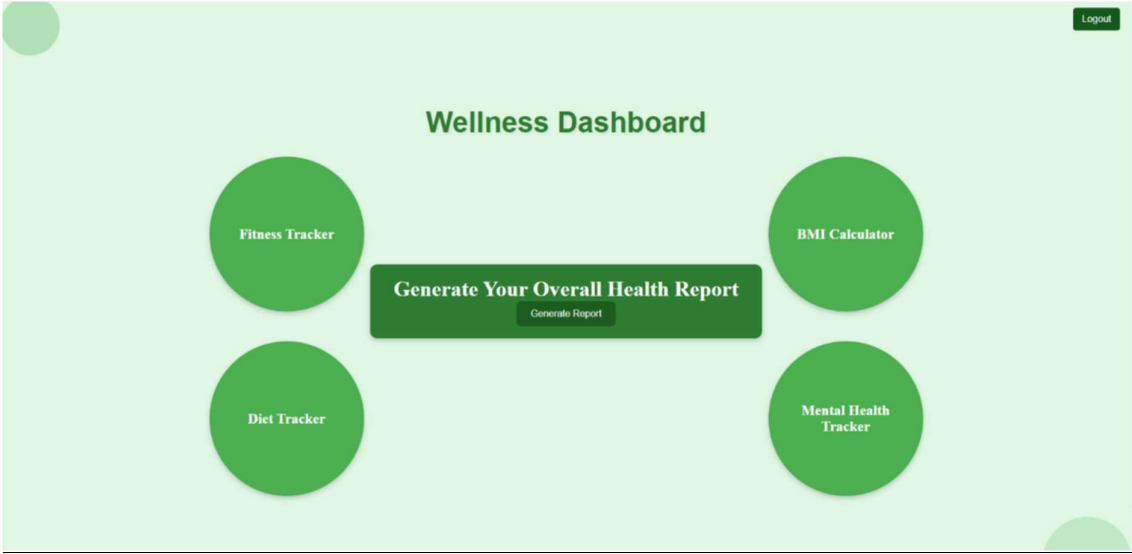 Logout
Wellness Dashboard
Fitness Tracker
BMI Calculator
Generate Your Overall Health Report
Generate Report
Diet Tracker
Mental Health
Tracker